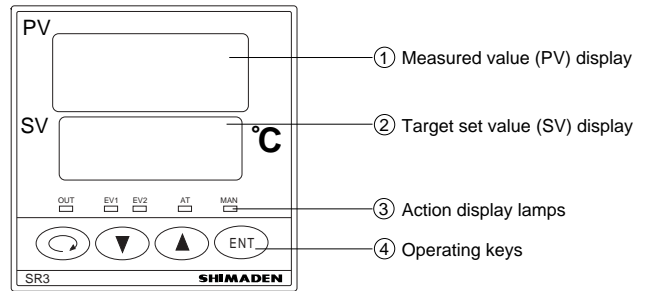 PV
① Measured value (PV) display
SV
② Target set value (SV) display
℃
OUT EV1 EV2 AT MAN
③ Action display lamps
ENT
④ Operating keys
SR3 SHIMADEN